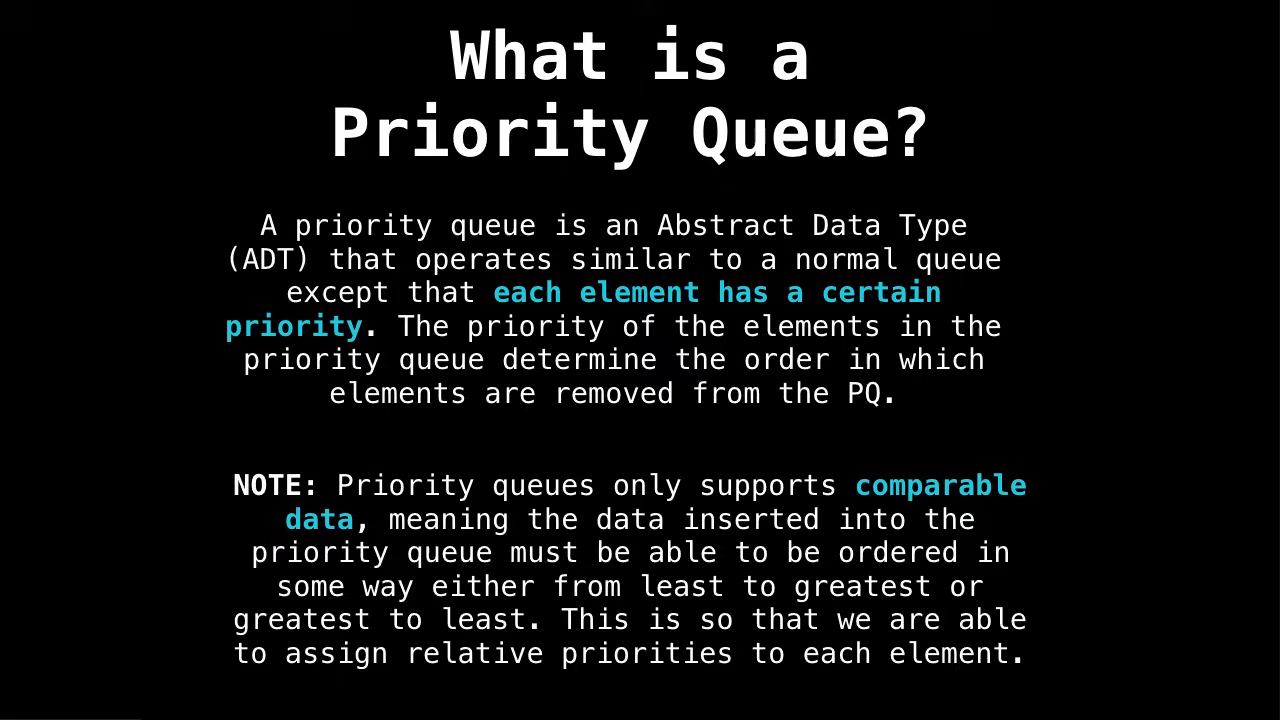 What is a
Priority Queue?
A priority queue is an Abstract Data Type
(ADT) that operates similar to a normal queue
except that each element has a certain
priority. The priority of the elements in the
priority queue determine the order in which
elements are removed from the PQ.
NOTE: Priority queues only supports comparable
data, meaning the data inserted into the
priority queue must be able to be ordered in
some way either from least to greatest or
greatest to least. This is so that we are able
to assign relative priorities to each element.